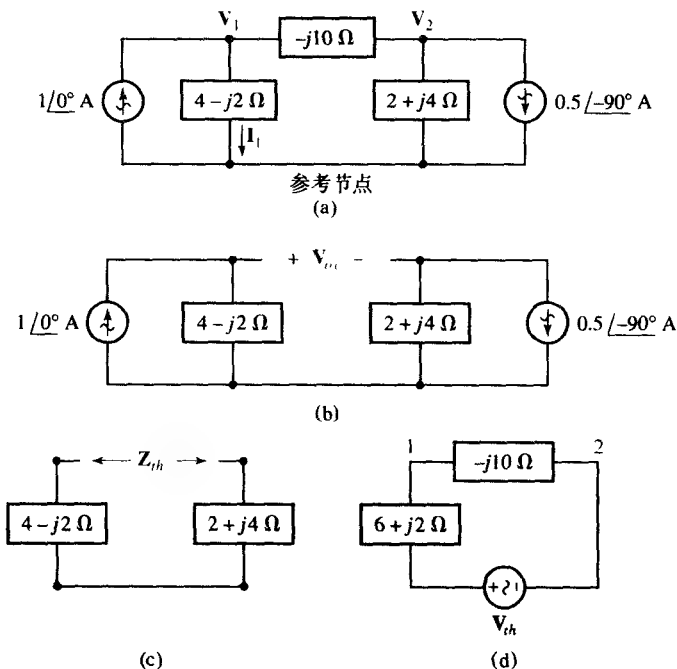 V₁ V₂
-j10 Ω
1/0° A 4-j2 Ω 2+j4 Ω 0.5/-90° A
I₁
参考节点
(a)
+ Voc -
1/0° A 4-j2 Ω 2+j4 Ω 0.5/-90° A
(b)
Zth
4-j2 Ω 2+j4 Ω
(c)
1 2
-j10 Ω
6+j2 Ω
+ -
Vth
(d)